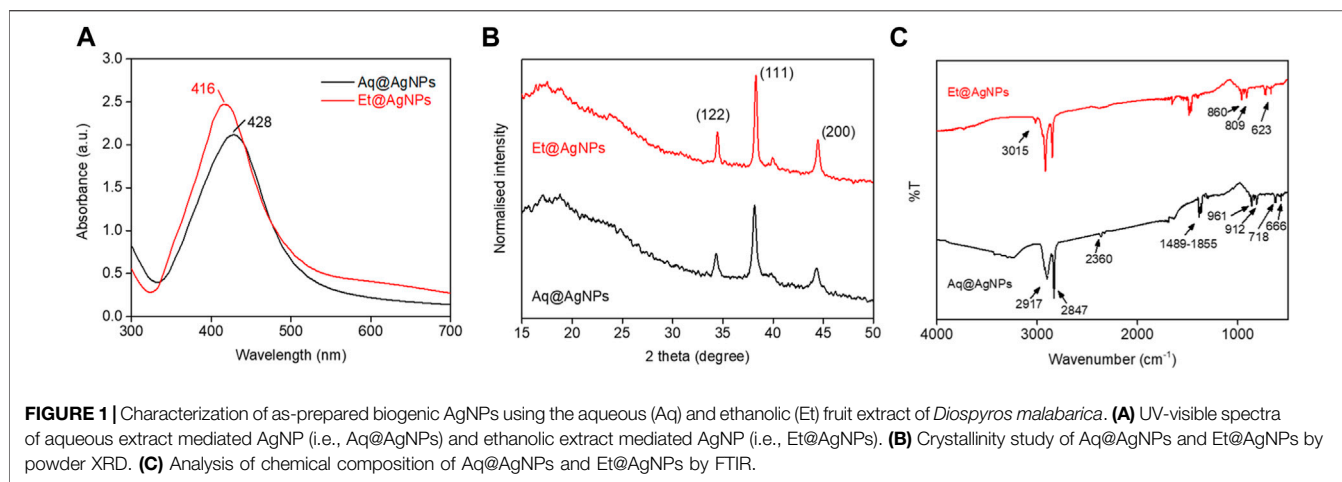 A
3.0
2.5
2.0
1.5
1.0
0.5
0.0
300
400
500
600
700
Absorbance (a.u.)
Wavelength (nm)
416
428
Aq@AgNPs
Et@AgNPs
B
Normalised intensity
(122)
(111)
(200)
Et@AgNPs
Aq@AgNPs
15
20
25
30
35
40
45
50
2 theta (degree)
C
%T
Et@AgNPs
3015
860
809
623
961
912
718
666
1489-1855
2360
Aq@AgNPs
2917
2847
4000
3000
2000
1000
Wavenumber (cm⁻¹)
FIGURE 1 | Characterization of as-prepared biogenic AgNPs using the aqueous (Aq) and ethanolic (Et) fruit extract of Diospyros malabarica. (A) UV-visible spectra
of aqueous extract mediated AgNP (i.e., Aq@AgNPs) and ethanolic extract mediated AgNP (i.e., Et@AgNPs). (B) Crystallinity study of Aq@AgNPs and Et@AgNPs by
powder XRD. (C) Analysis of chemical composition of Aq@AgNPs and Et@AgNPs by FTIR.